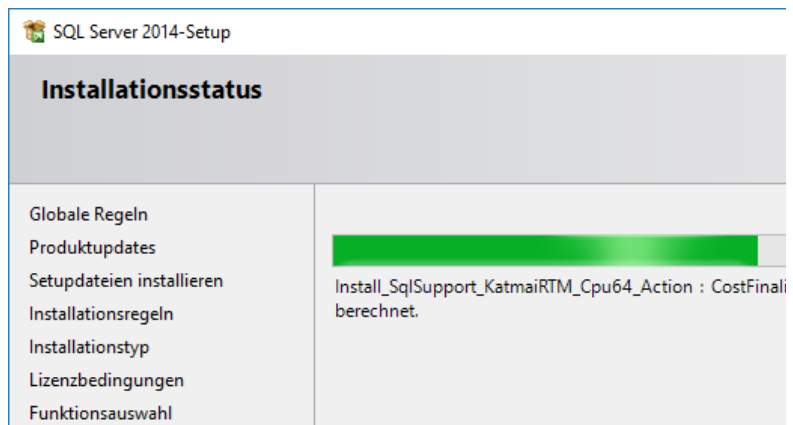 SQL Server 2014-Setup
Installationsstatus
Globale Regeln
Produktupdates
Setupdateien installieren
Installationsregeln
Installationstyp
Lizenzbedingungen
Funktionsauswahl
Install_SqlSupport_KatmaiRTM_Cpu64_Action : CostFinali
berechnet.